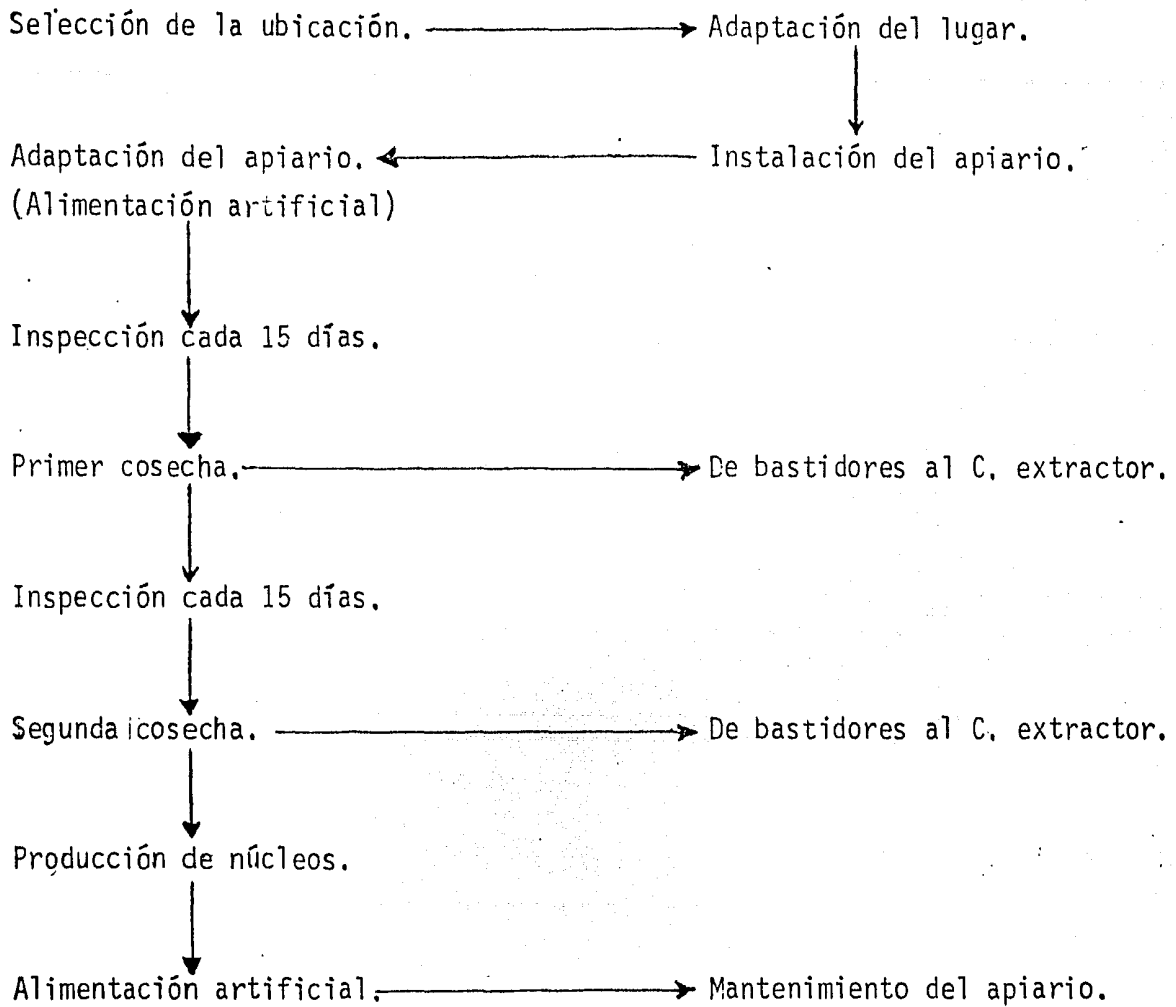 Selección de la ubicación.
Adaptación del lugar.
Adaptación del apiario.
Instalación del apiario.
(Alimentación artificial)
Inspección cada 15 días.
Primer cosecha.
De bastidores al C. extractor.
Inspección cada 15 días.
Segunda cosecha.
De bastidores al C. extractor.
Producción de núcleos.
Alimentación artificial.
Mantenimiento del apiario.